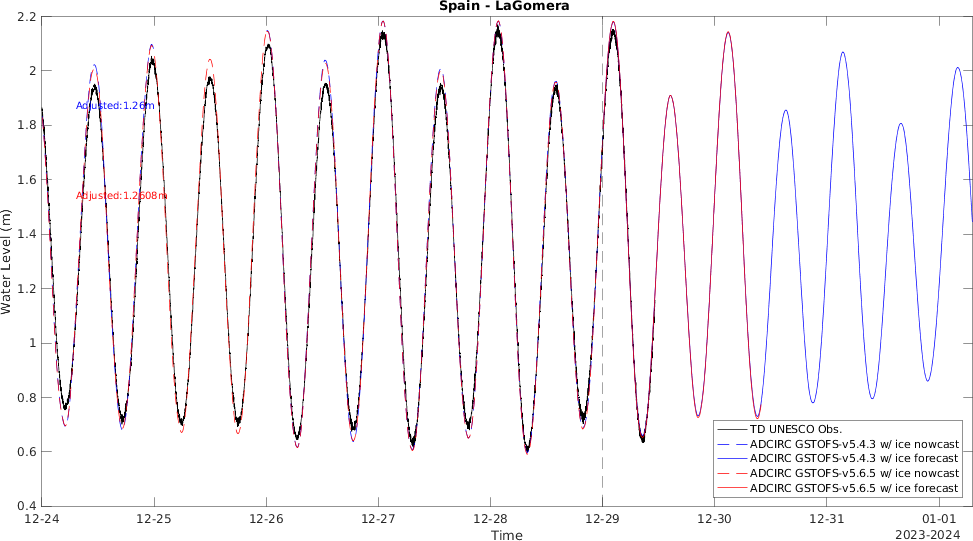 Spain - LaGomera
2.2
2
1.8
1.6
1.4
1.2
1
0.8
0.6
0.4
Water Level (m)
Adjusted:1.26m
Adjusted:1.2608m
TD UNESCO Obs.
ADCIRC GSTOFS-v5.4.3 w/ ice nowcast
ADCIRC GSTOFS-v5.4.3 w/ ice forecast
ADCIRC GSTOFS-v5.6.5 w/ ice nowcast
ADCIRC GSTOFS-v5.6.5 w/ ice forecast
12-24 12-25 12-26 12-27 12-28 12-29 12-30 12-31 01-01
Time
2023-2024